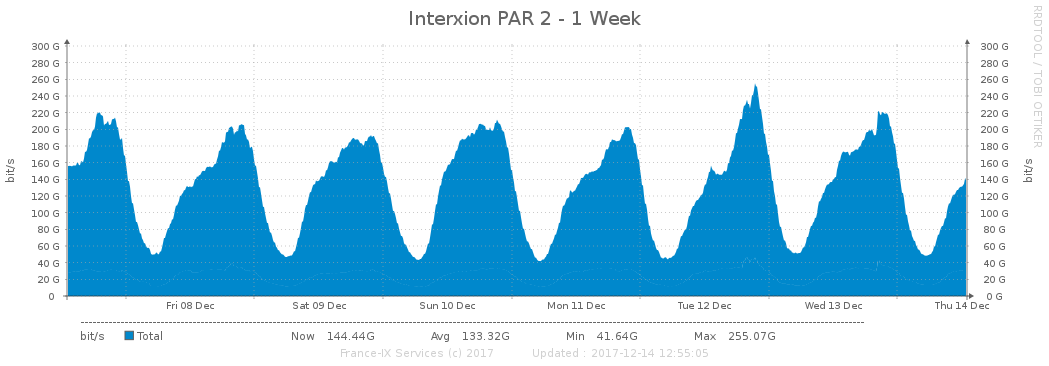 Interxion PAR 2 - 1 Week
RRDTOOL / TOBI OETIKER
bit/s
300 G 300 G
280 G 280 G
260 G 260 G
240 G 240 G
220 G 220 G
200 G 200 G
180 G 180 G
160 G 160 G
140 G 140 G
120 G 120 G
100 G 100 G
80 G 80 G
60 G 60 G
40 G 40 G
20 G 20 G
0 0 G
bit/s
Fri 08 Dec Sat 09 Dec Sun 10 Dec Mon 11 Dec Tue 12 Dec Wed 13 Dec Thu 14 Dec
bit/s Total Now 144.44G Avg 133.32G Min 41.64G Max 255.07G
France-IX Services (c) 2017 Updated : 2017-12-14 12:55:05